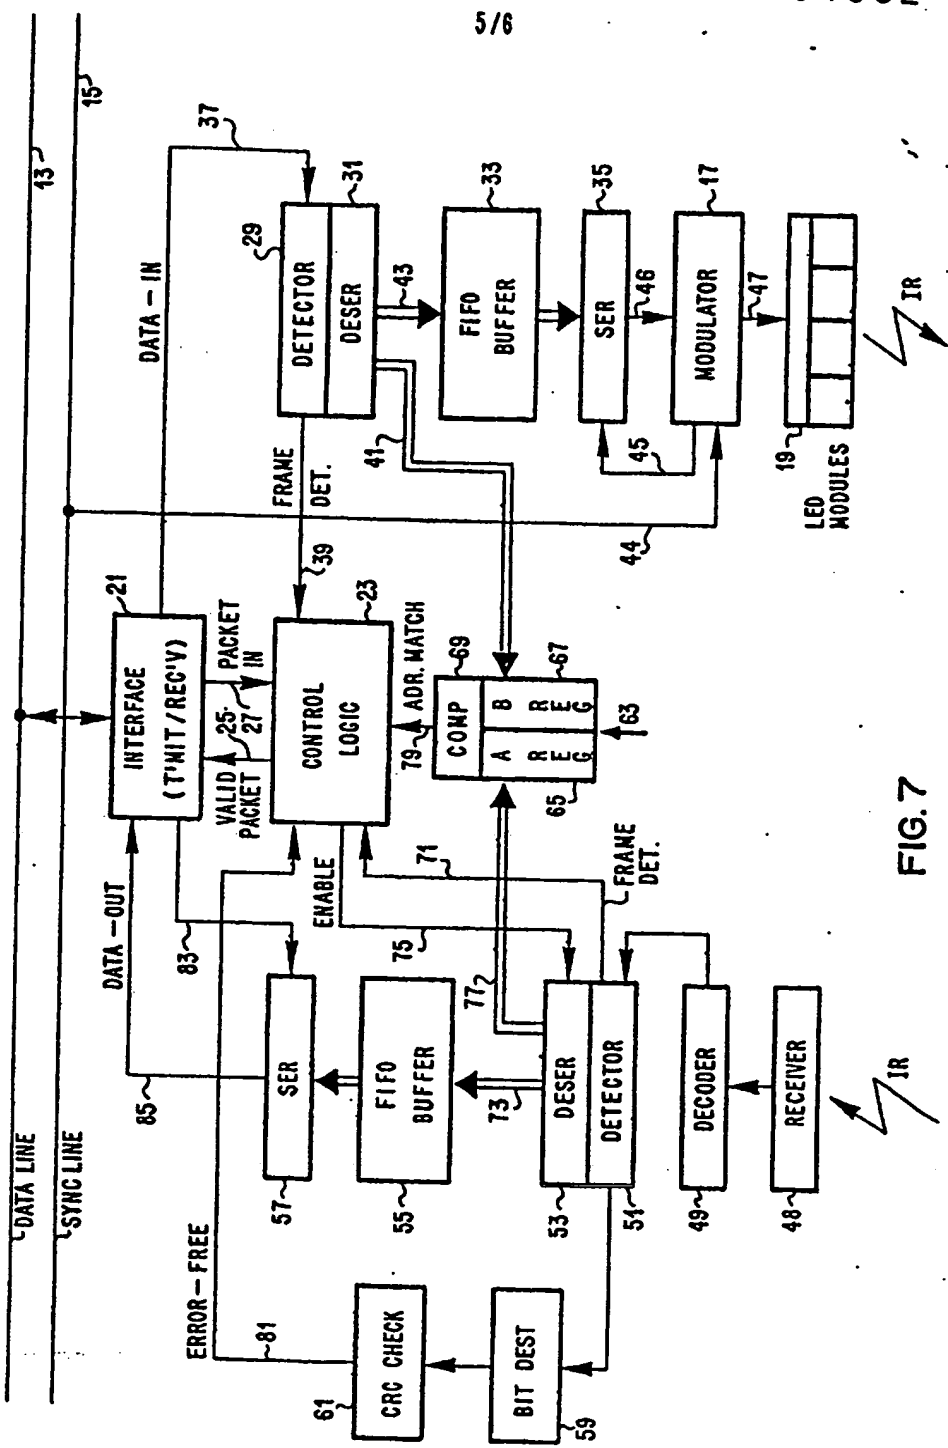 5/6
DATA LINE
SYNC LINE
13
15
ERROR-FREE
DATA-OUT
DATA-IN
37
21
INTERFACE
(T'MIT/REC'V)
VALID
PACKET
25
27
PACKET
IN
83
85
81
ENABLE
57
SER
FIFO
BUFFER
55
73
DESER
DETECTOR
53
51
77
75
71
FRAME
DET.
DECODER
49
RECEIVER
48
IR
61
CRC CHECK
BIT DEST
59
CONTROL
LOGIC
23
39
FRAME
DET.
79
ADR. MATCH
COMP
69
A REG
B REG
65
67
63
29
DETECTOR
DESER
31
41
43
FIFO
BUFFER
33
SER
35
46
45
44
MODULATOR
17
47
19
LED
MODULES
IR
FIG. 7